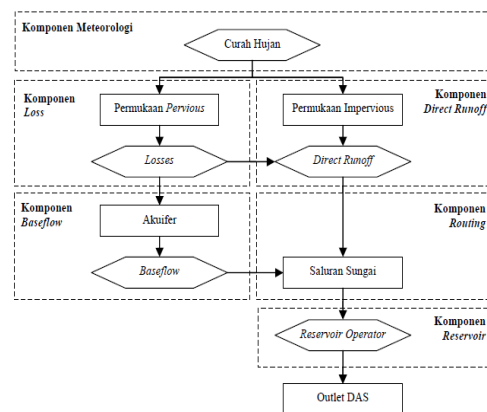 Komponen Meteorologi
Curah Hujan
Komponen
Loss
Permukaan Pervious
Permukaan Impervious
Komponen
Direct Runoff
Losses
Direct Runoff
Komponen
Baseflow
Akuifer
Komponen
Routing
Baseflow
Saluran Sungai
Reservoir Operator
Komponen
Reservoir
Outlet DAS